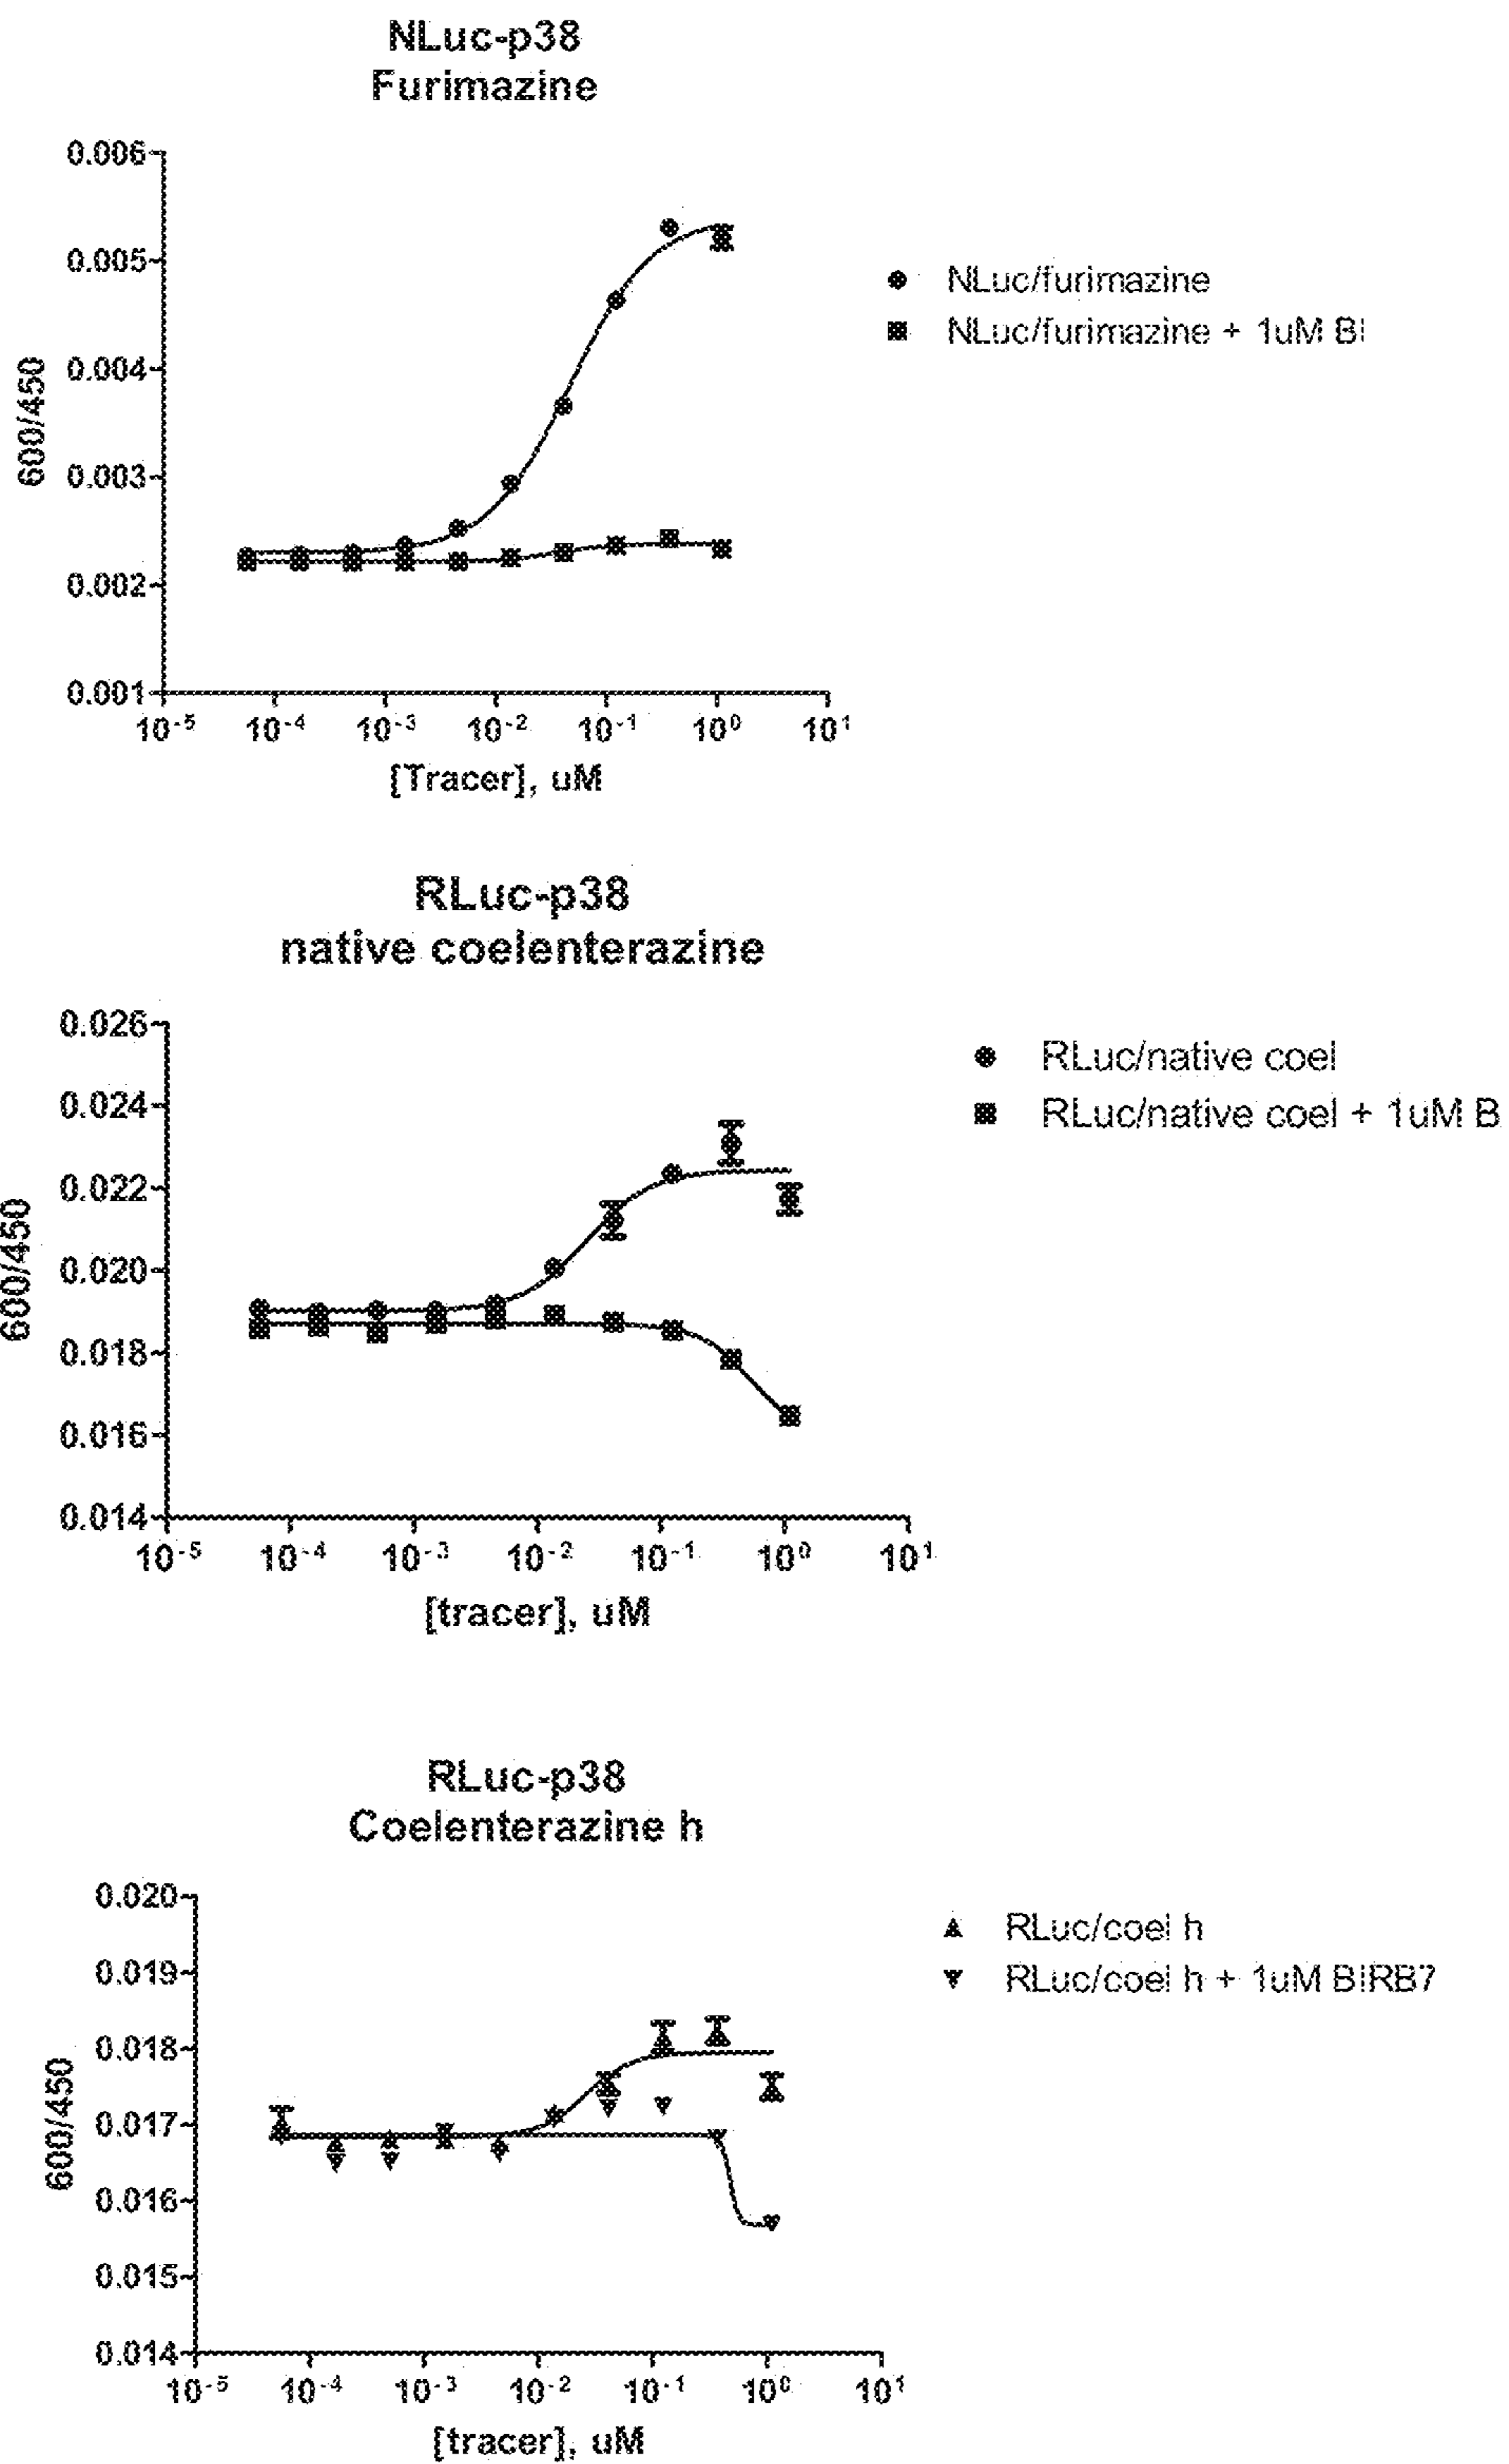 NLuc-p38
Furimazine
0.006
0.005
0.004
0.003
0.002
0.001
600/450
10⁻⁵ 10⁻⁴ 10⁻³ 10⁻² 10⁻¹ 10⁰ 10¹
[Tracer], uM
NLuc/furimazine
NLuc/furimazine + 1uM BI
RLuc-p38
native coelenterazine
0.026
0.024
0.022
0.020
0.018
0.016
0.014
600/450
10⁻⁵ 10⁻⁴ 10⁻³ 10⁻² 10⁻¹ 10⁰ 10¹
[tracer], uM
RLuc/native coel
RLuc/native coel + 1uM B
RLuc-p38
Coelenterazine h
0.020
0.019
0.018
0.017
0.016
0.015
0.014
600/450
10⁻⁵ 10⁻⁴ 10⁻³ 10⁻² 10⁻¹ 10⁰ 10¹
[tracer], uM
RLuc/coel h
RLuc/coel h + 1uM BIRB7